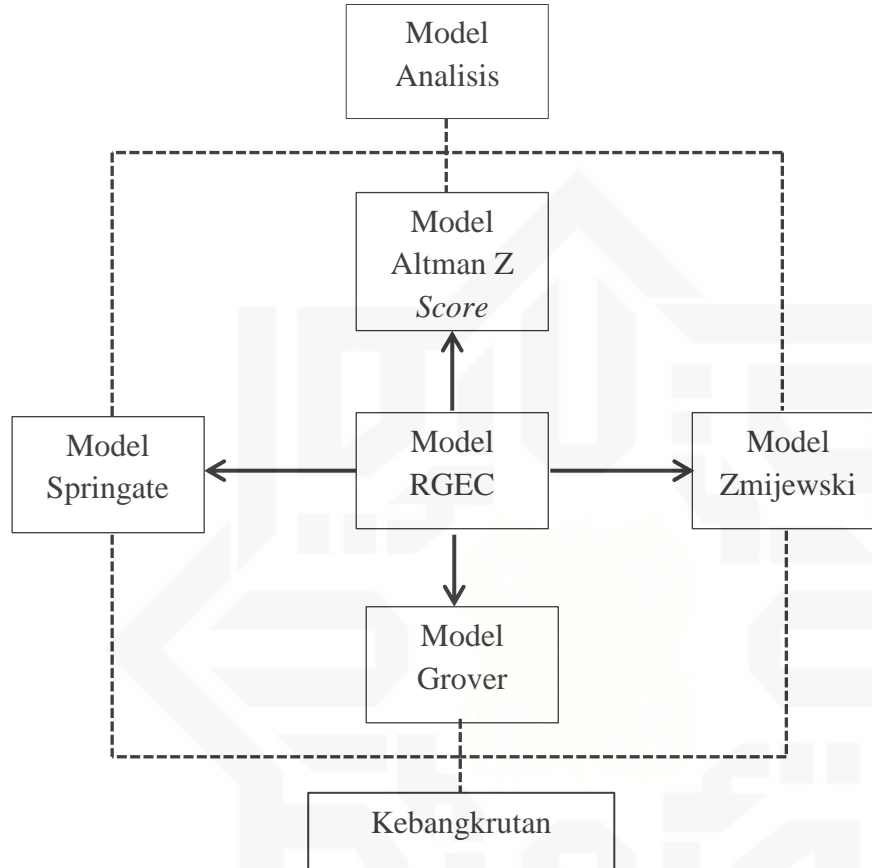 Model
Analisis
Model
Altman Z
Score
Model
Springate
Model
RGEC
Model
Zmijewski
Model
Grover
Kebangkrutan